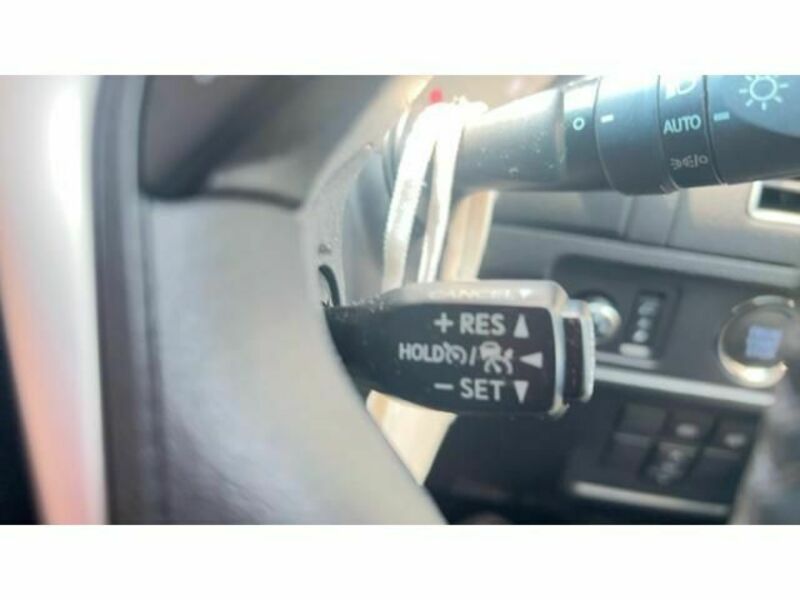 AUTO
CANCEL
+ RES ▲
HOLD / ◄
− SET ▼